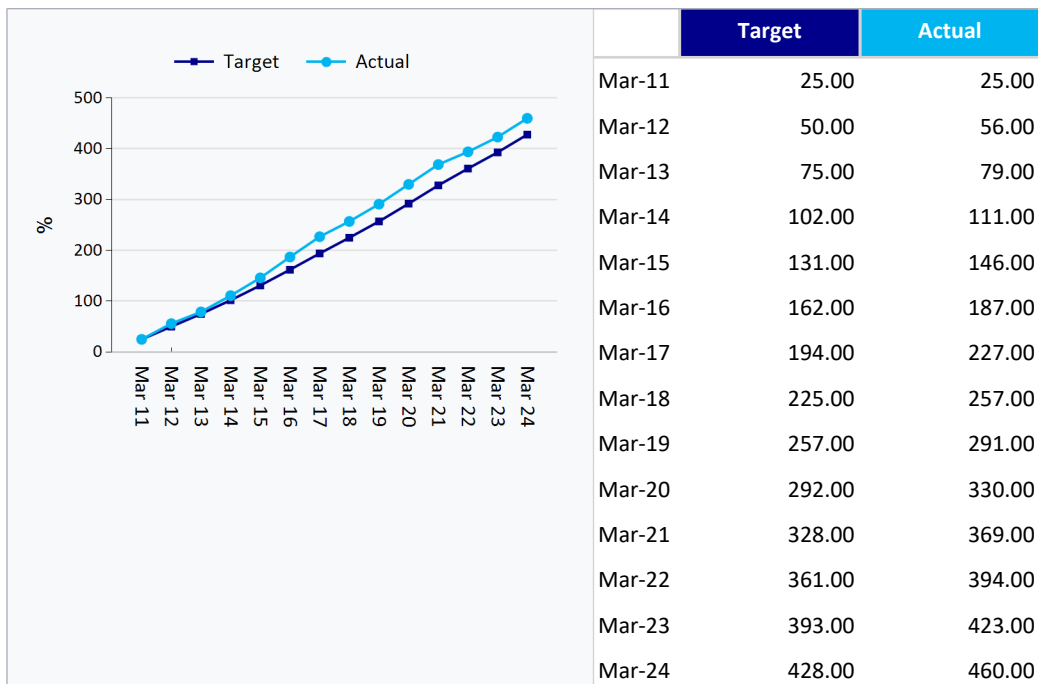 Target Actual
500
400
300
200
100
0
%
Mar 11
Mar 12
Mar 13
Mar 14
Mar 15
Mar 16
Mar 17
Mar 18
Mar 19
Mar 20
Mar 21
Mar 22
Mar 23
Mar 24
Target Actual
Mar-11 25.00 25.00
Mar-12 50.00 56.00
Mar-13 75.00 79.00
Mar-14 102.00 111.00
Mar-15 131.00 146.00
Mar-16 162.00 187.00
Mar-17 194.00 227.00
Mar-18 225.00 257.00
Mar-19 257.00 291.00
Mar-20 292.00 330.00
Mar-21 328.00 369.00
Mar-22 361.00 394.00
Mar-23 393.00 423.00
Mar-24 428.00 460.00